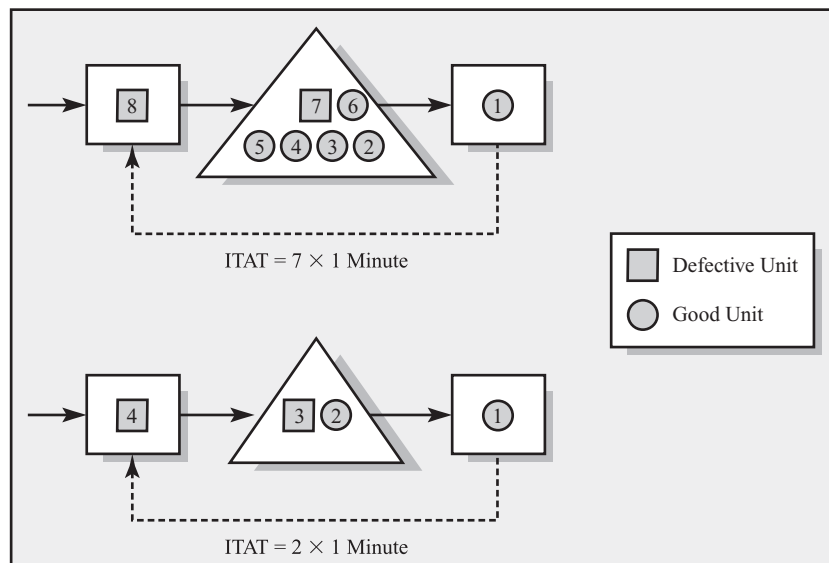 8
7 6
5 4 3 2
1
ITAT = 7 × 1 Minute
Defective Unit
Good Unit
4
3 2
1
ITAT = 2 × 1 Minute